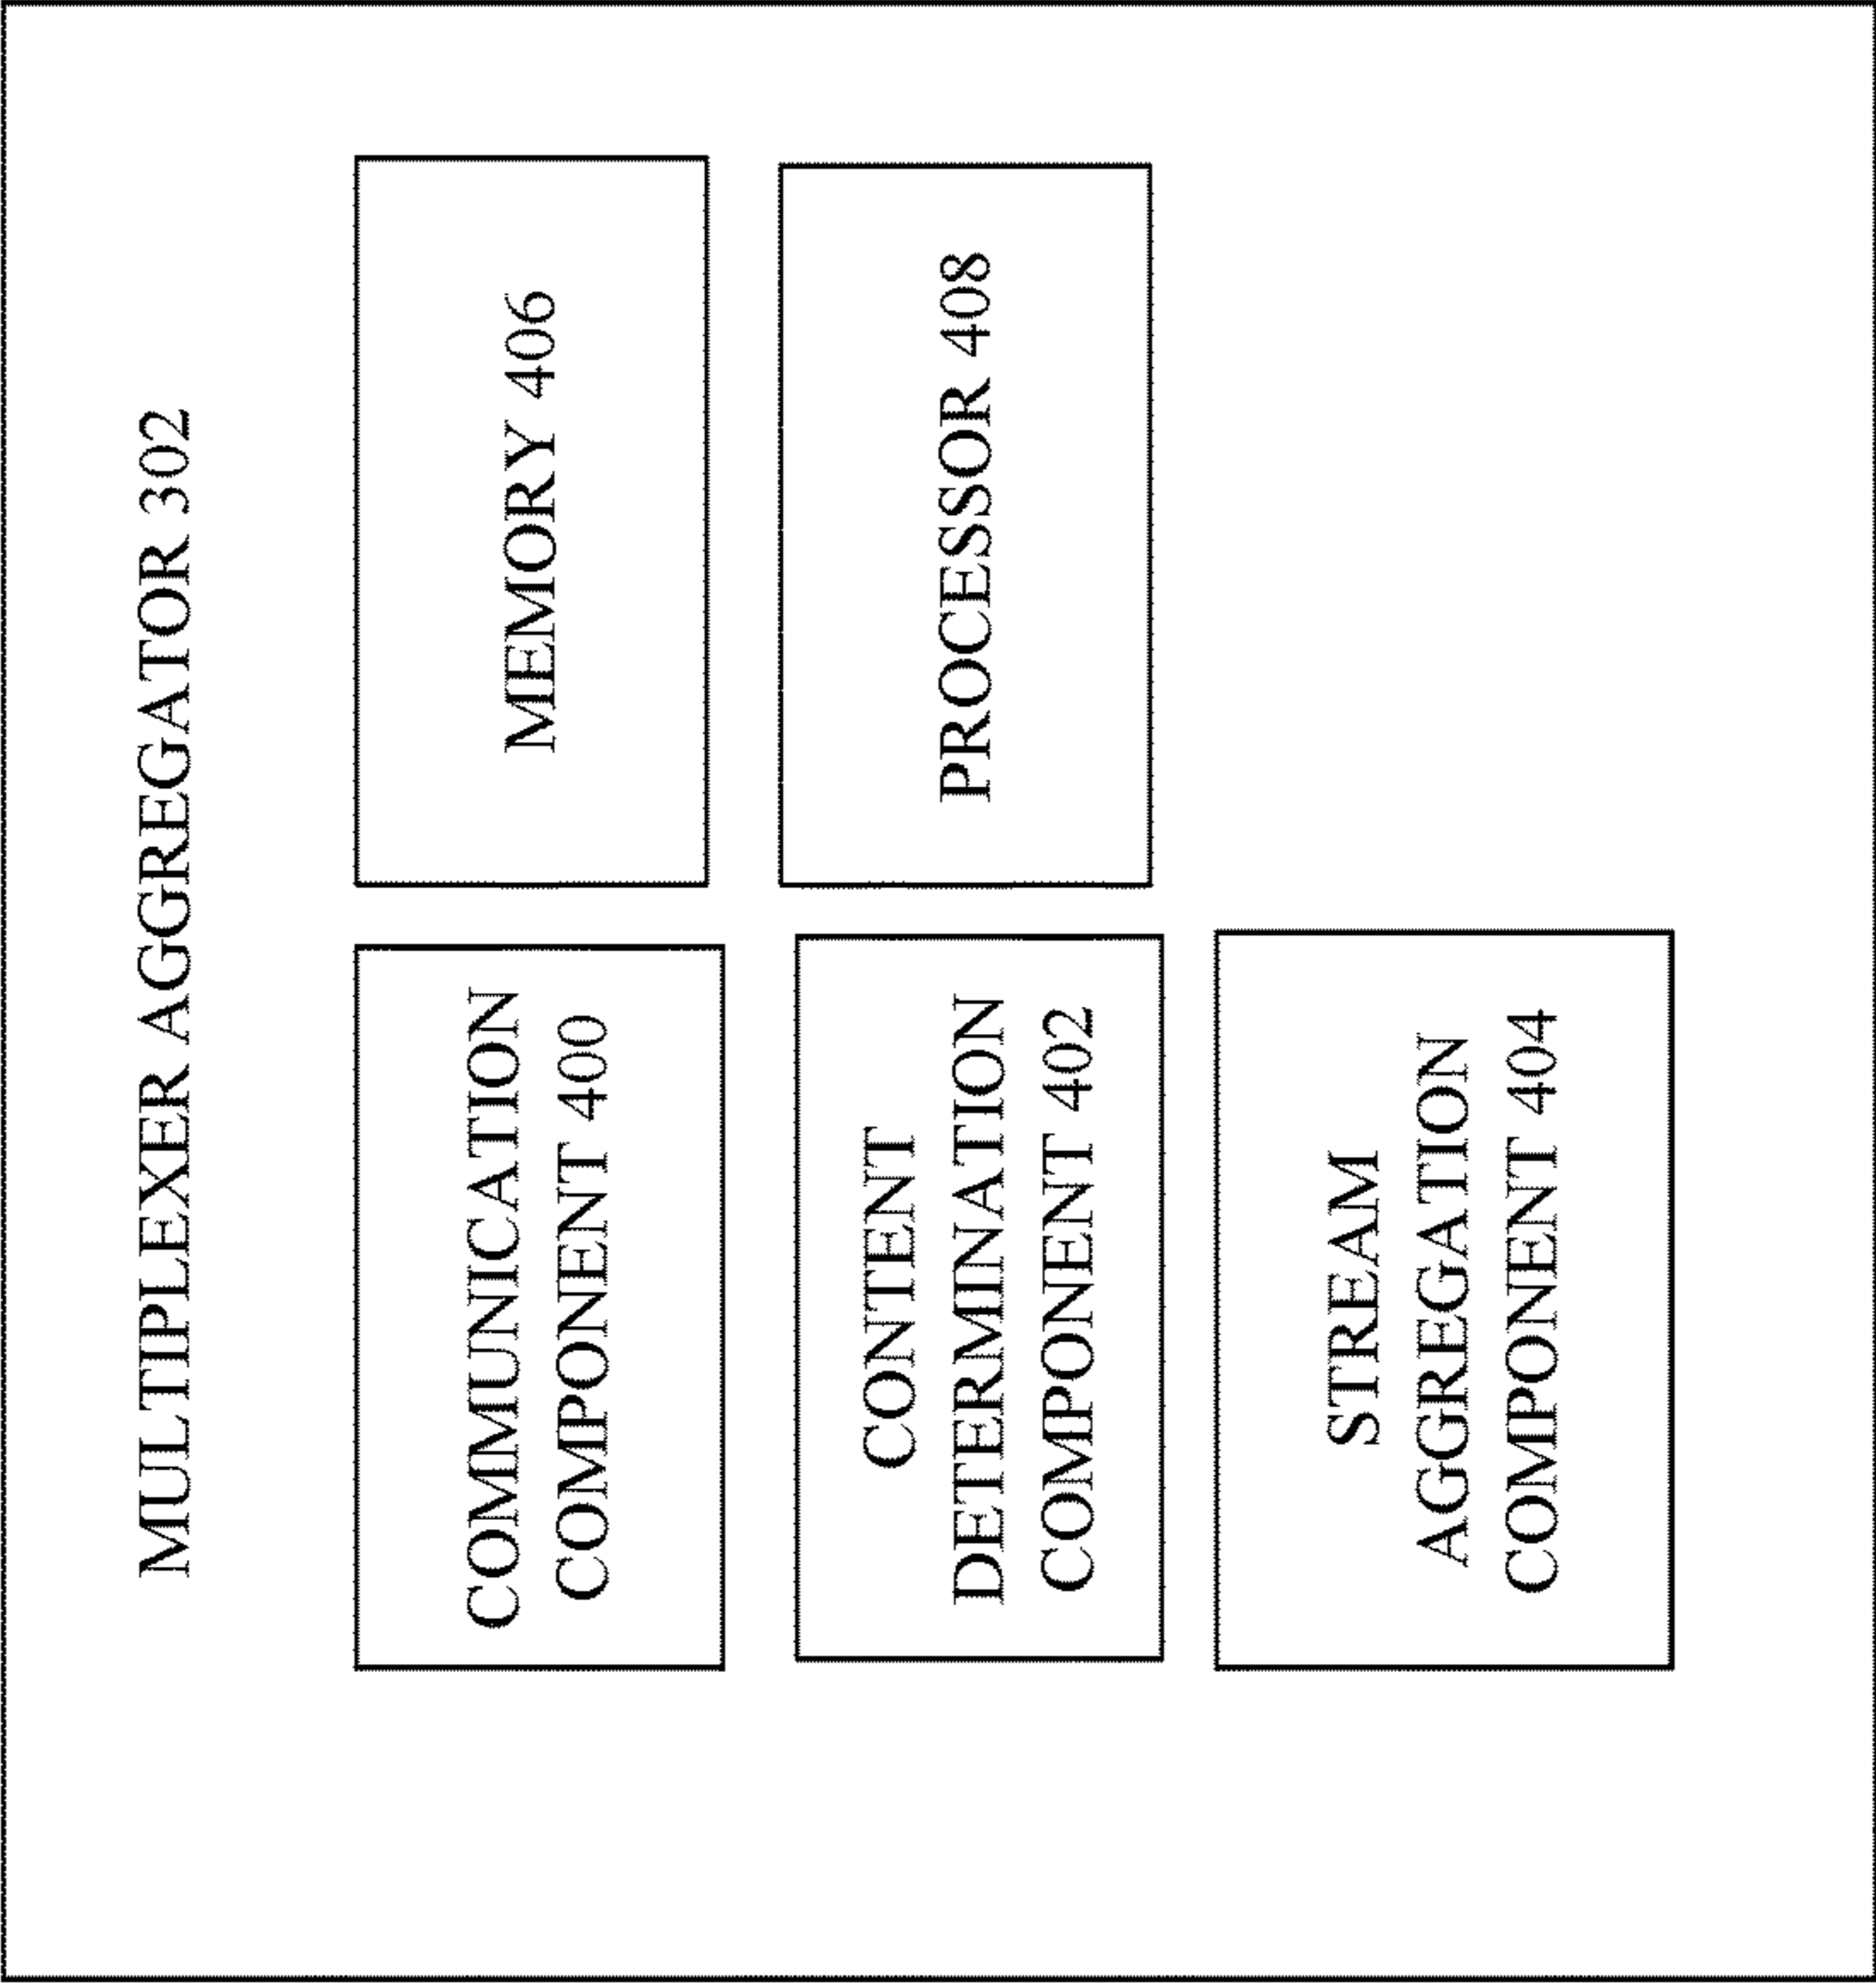 MULTIPLEXER AGGREGATOR 302
COMMUNICATION
COMPONENT 400
MEMORY 406
CONTENT
DETERMINATION
COMPONENT 402
PROCESSOR 408
STREAM
AGGREGATION
COMPONENT 404